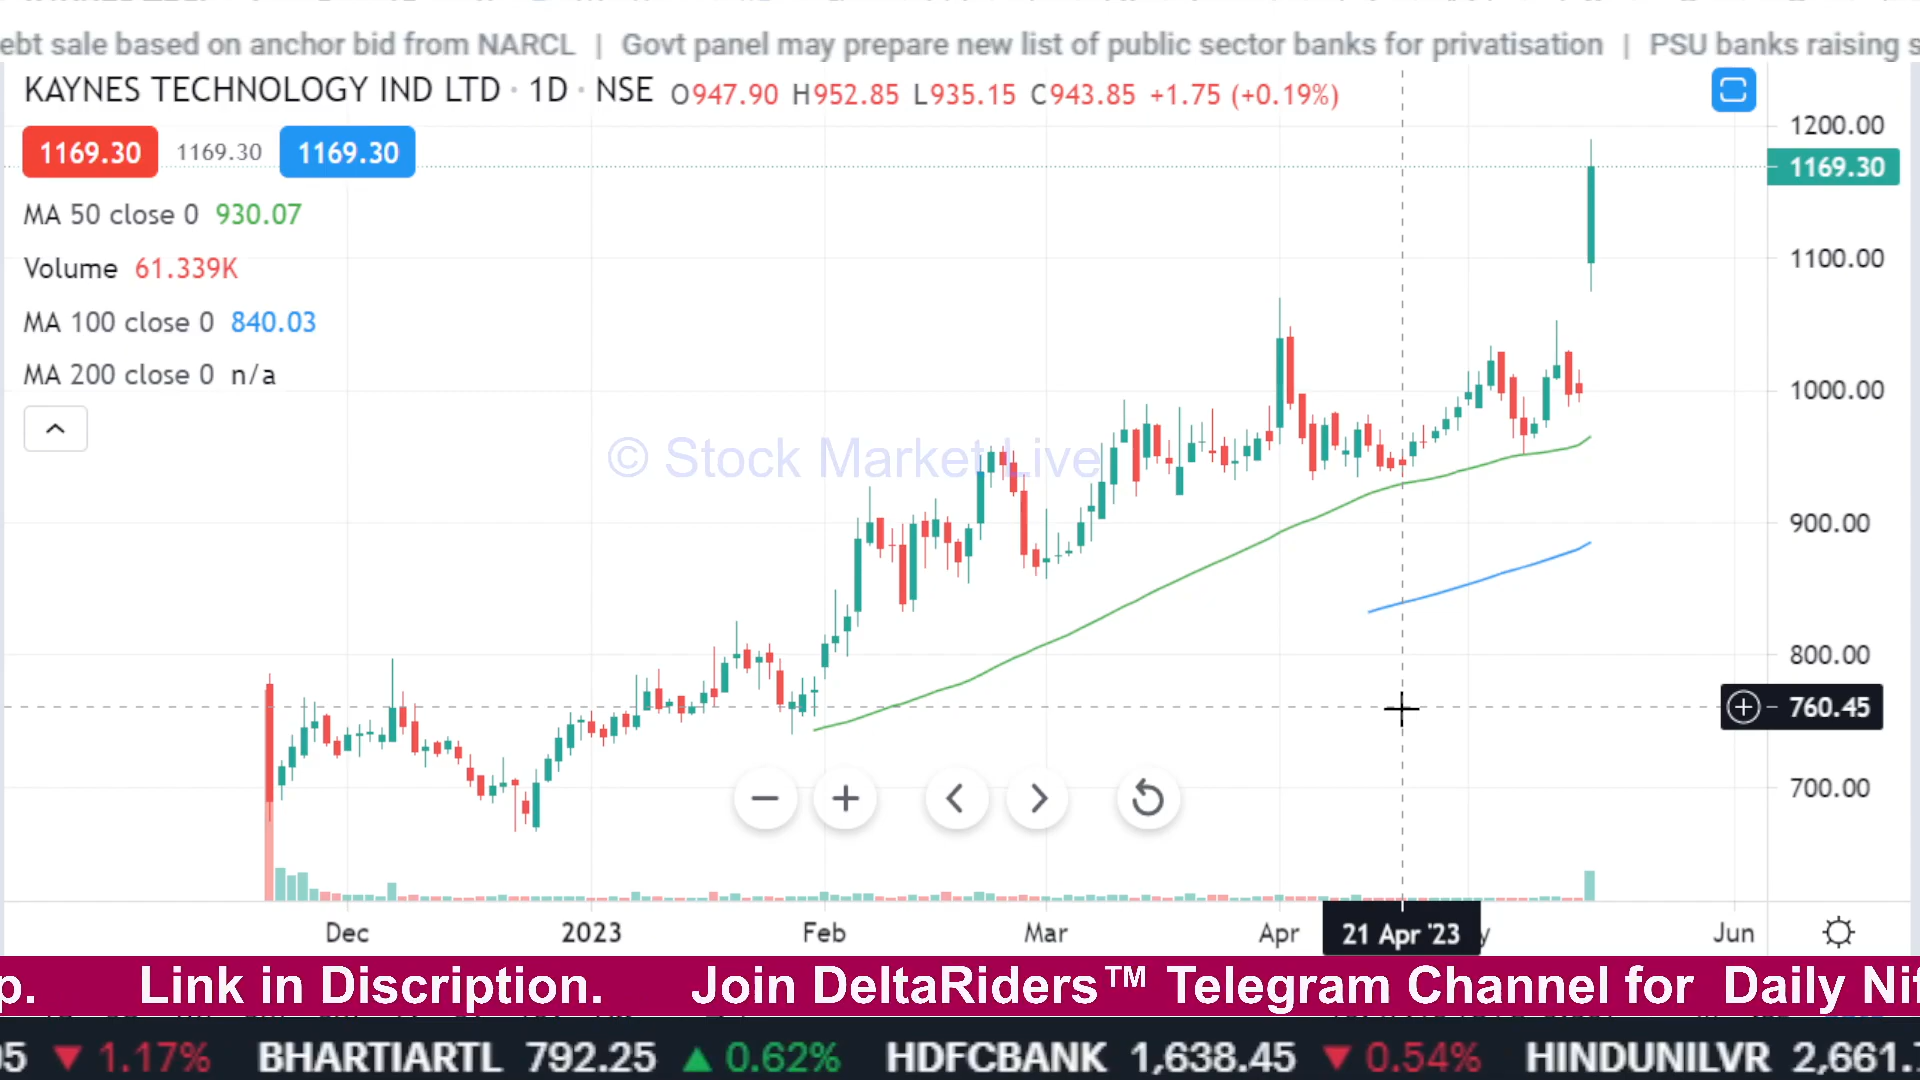 ebt sale based on anchor bid from NARCL | Govt panel may prepare new list of public sector banks for privatisation | PSU banks raising s
KAYNES TECHNOLOGY IND LTD · 1D · NSE O947.90 H952.85 L935.15 C943.85 +1.75 (+0.19%)
1200.00
1169.30 1169.30 1169.30
1169.30
MA 50 close 0 930.07
Volume 61.339K
1100.00
MA 100 close 0 840.03
MA 200 close 0 n/a
1000.00
© Stock Market Live
900.00
800.00
760.45
700.00
Dec 2023 Feb Mar Apr 21 Apr '23 y Jun
p. Link in Discription. Join DeltaRiders™ Telegram Channel for Daily Nif
05 ▼ 1.17% BHARTIARTL 792.25 ▲ 0.62% HDFCBANK 1,638.45 ▼ 0.54% HINDUNILVR 2,661.